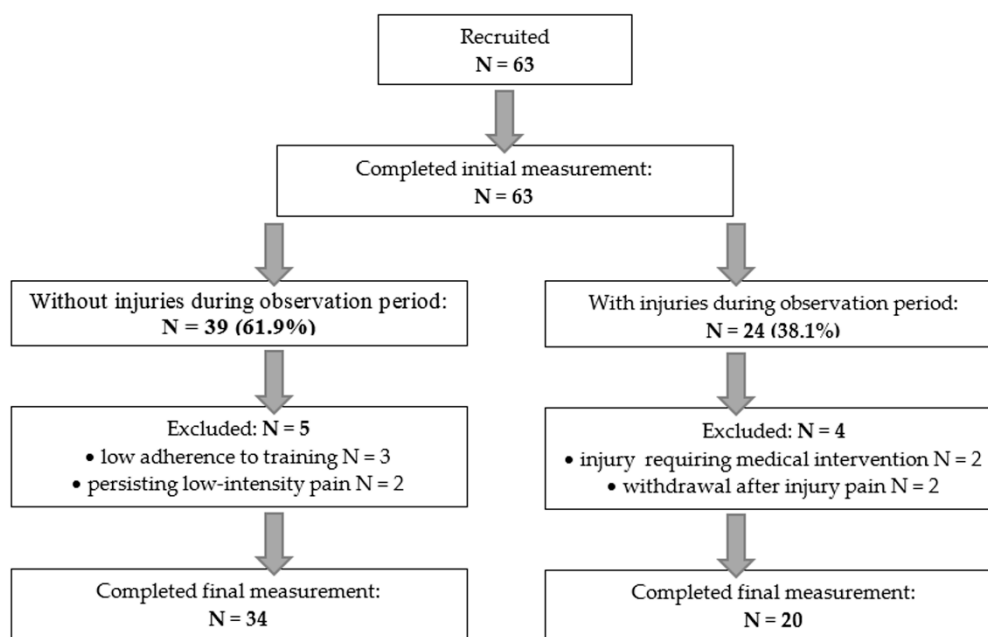 Recruited
N = 63
Completed initial measurement:
N = 63
Without injuries during observation period:
N = 39 (61.9%)
With injuries during observation period:
N = 24 (38.1%)
Excluded: N = 5
• low adherence to training N = 3
• persisting low-intensity pain N = 2
Excluded: N = 4
• injury requiring medical intervention N = 2
• withdrawal after injury pain N = 2
Completed final measurement:
N = 34
Completed final measurement:
N = 20